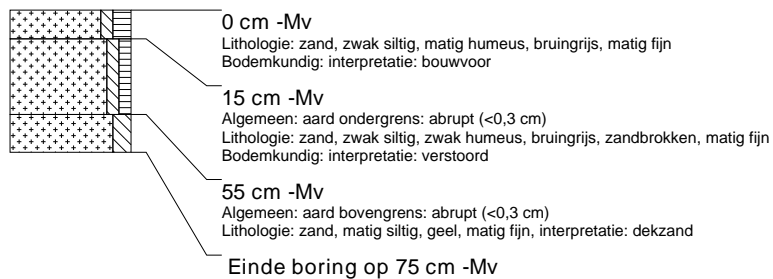 0 cm -Mv
Lithologie: zand, zwak siltig, matig humeus, bruingrijs, matig fijn
Bodemkundig: interpretatie: bouwvoor
15 cm -Mv
Algemeen: aard ondergrens: abrupt (<0,3 cm)
Lithologie: zand, zwak siltig, zwak humeus, bruingrijs, zandbrokken, matig fijn
Bodemkundig: interpretatie: verstoord
55 cm -Mv
Algemeen: aard bovengrens: abrupt (<0,3 cm)
Lithologie: zand, matig siltig, geel, matig fijn, interpretatie: dekzand
Einde boring op 75 cm -Mv